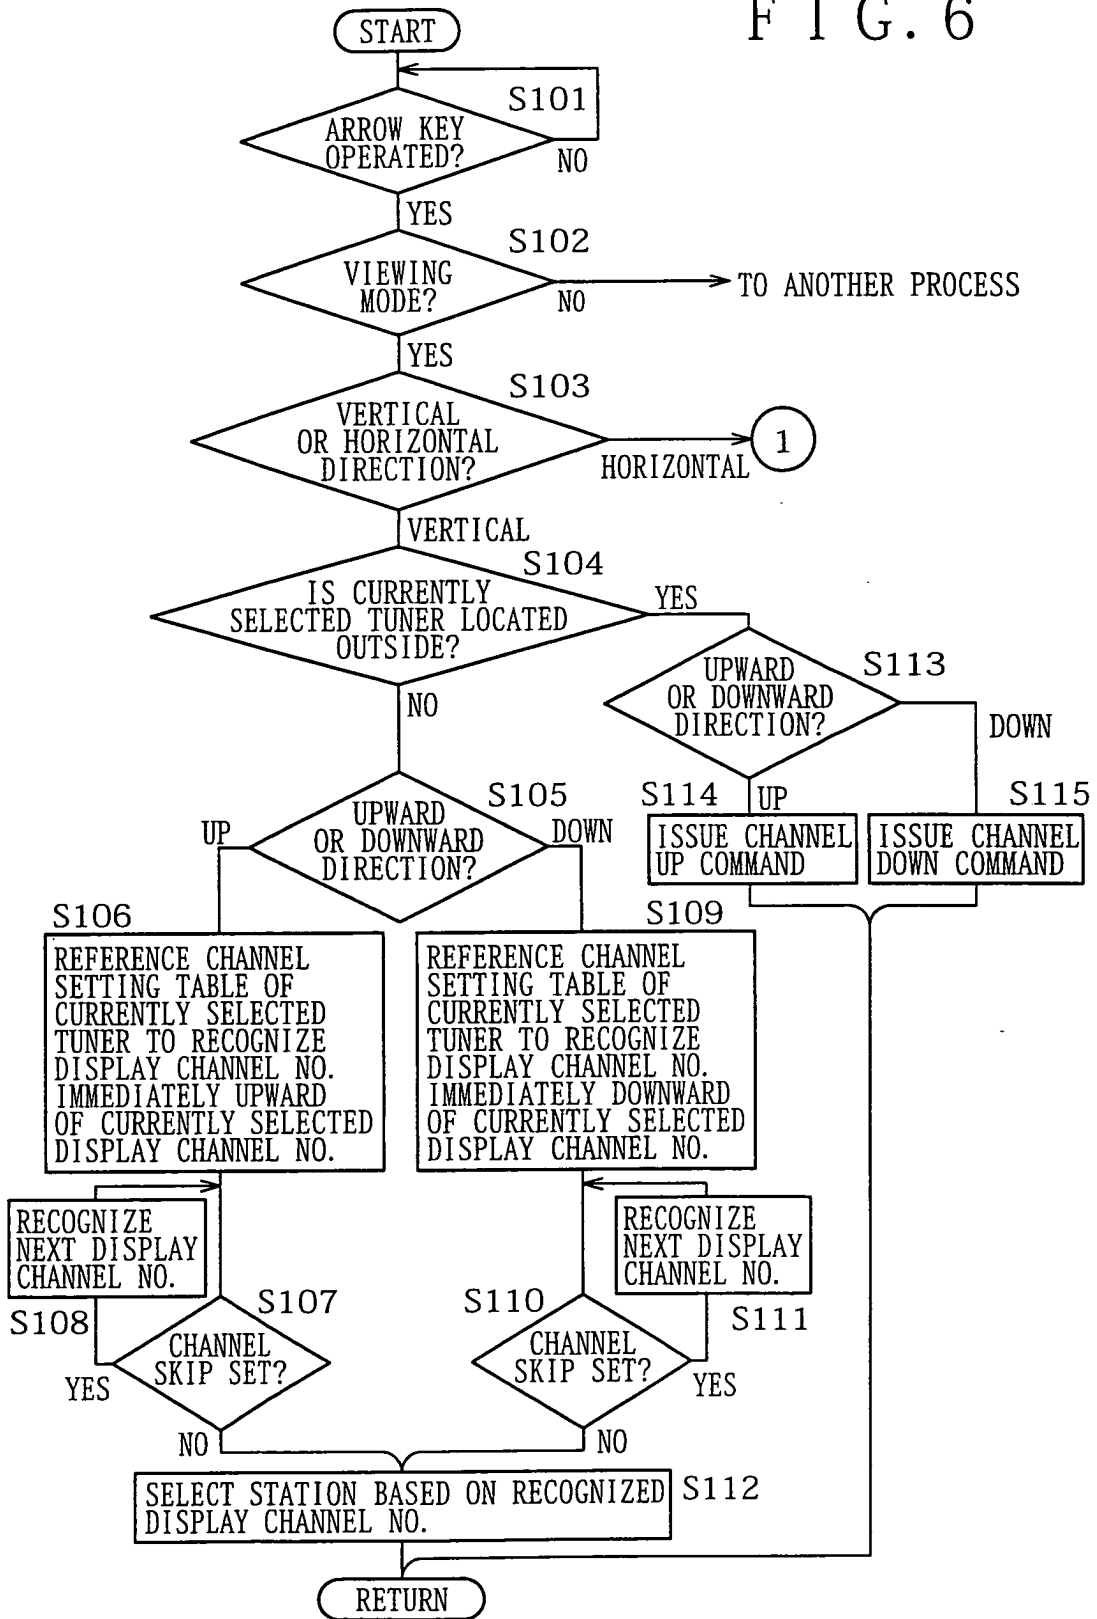 FIG. 6
START
S101
ARROW KEY
OPERATED?
NO
YES
S102
VIEWING
MODE?
NO
TO ANOTHER PROCESS
YES
S103
VERTICAL
OR HORIZONTAL
DIRECTION?
HORIZONTAL
1
VERTICAL
S104
IS CURRENTLY
SELECTED TUNER LOCATED
OUTSIDE?
YES
NO
S113
UPWARD
OR DOWNWARD
DIRECTION?
DOWN
UP
S114
ISSUE CHANNEL
UP COMMAND
S115
ISSUE CHANNEL
DOWN COMMAND
S105
UPWARD
OR DOWNWARD
DIRECTION?
UP
DOWN
S106
REFERENCE CHANNEL
SETTING TABLE OF
CURRENTLY SELECTED
TUNER TO RECOGNIZE
DISPLAY CHANNEL NO.
IMMEDIATELY UPWARD
OF CURRENTLY SELECTED
DISPLAY CHANNEL NO.
S109
REFERENCE CHANNEL
SETTING TABLE OF
CURRENTLY SELECTED
TUNER TO RECOGNIZE
DISPLAY CHANNEL NO.
IMMEDIATELY DOWNWARD
OF CURRENTLY SELECTED
DISPLAY CHANNEL NO.
RECOGNIZE
NEXT DISPLAY
CHANNEL NO.
S108
S107
CHANNEL
SKIP SET?
YES
NO
RECOGNIZE
NEXT DISPLAY
CHANNEL NO.
S111
S110
CHANNEL
SKIP SET?
YES
NO
SELECT STATION BASED ON RECOGNIZED
DISPLAY CHANNEL NO.
S112
RETURN